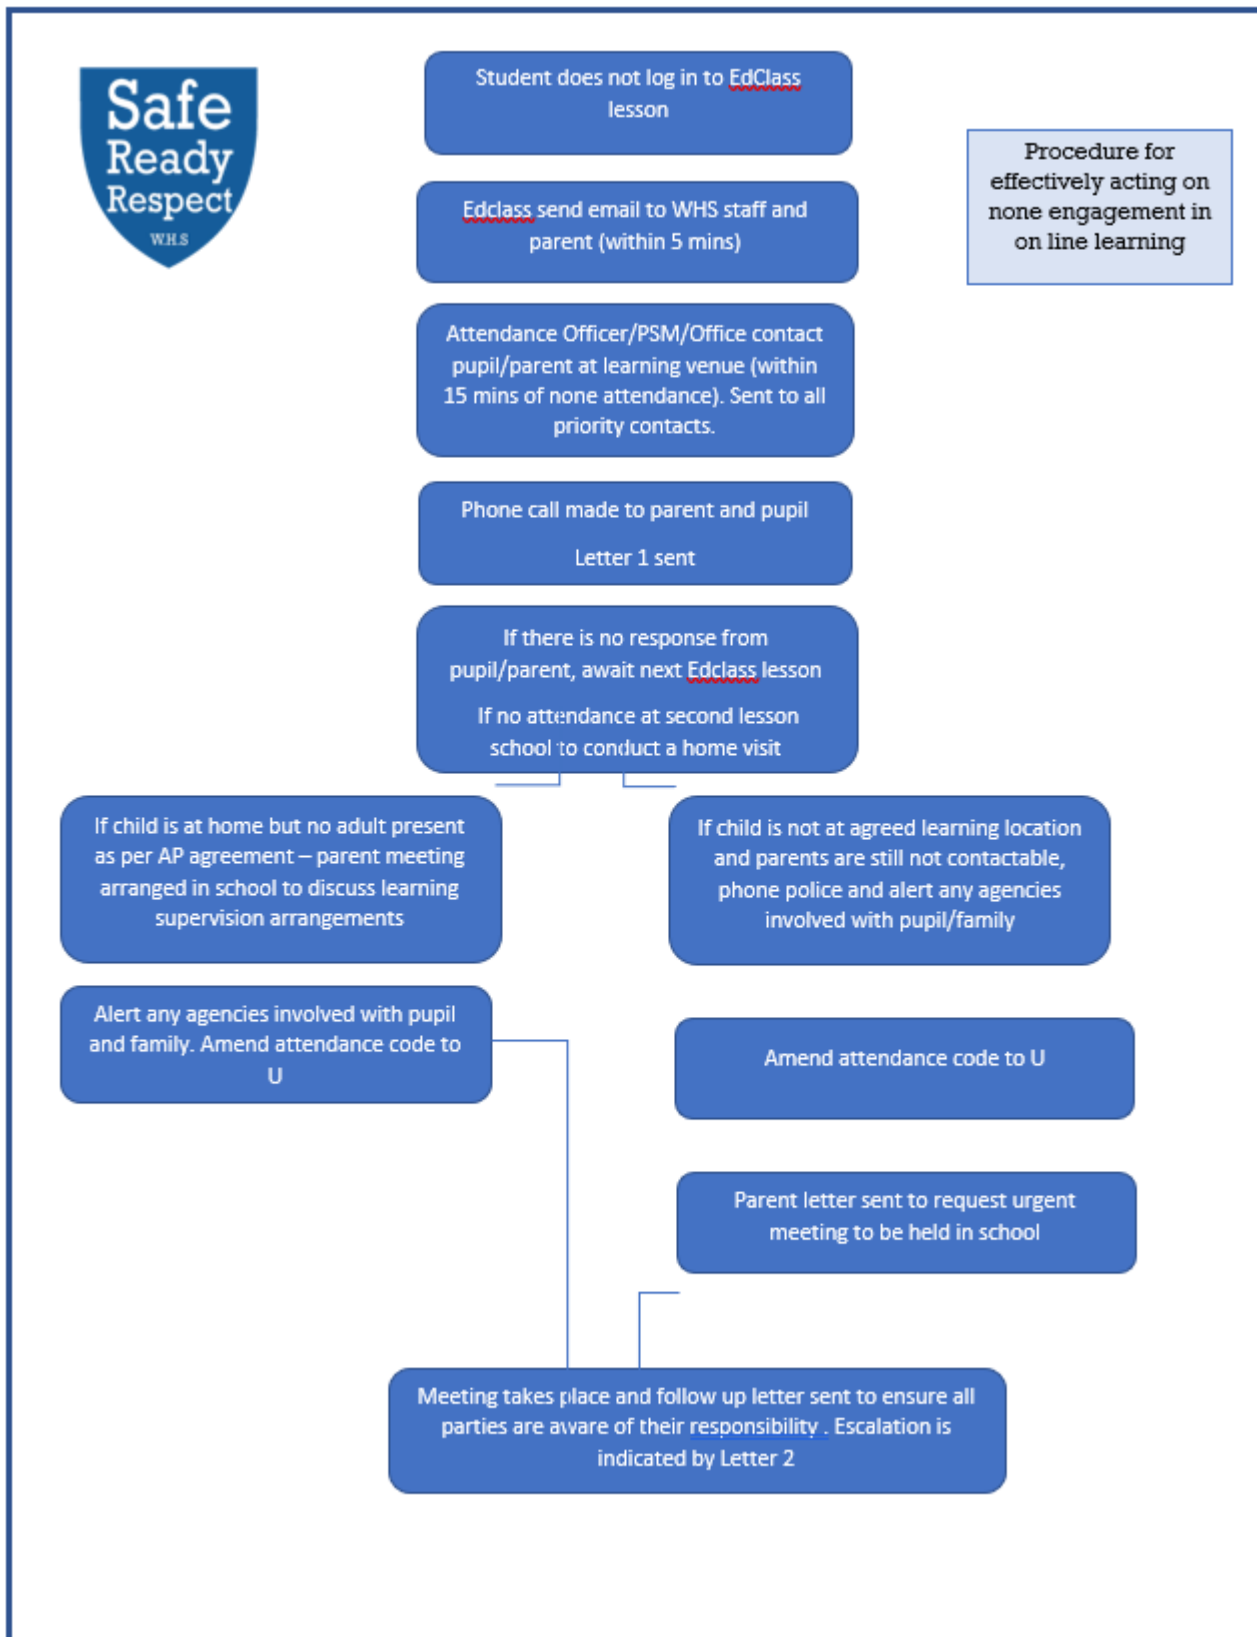 Safe
Ready
Respect
W.H.S
Student does not log in to EdClass
lesson
Procedure for
effectively acting on
none engagement in
on line learning
Edclass send email to WHS staff and
parent (within 5 mins)
Attendance Officer/PSM/Office contact
pupil/parent at learning venue (within
15 mins of none attendance). Sent to all
priority contacts.
Phone call made to parent and pupil
Letter 1 sent
If there is no response from
pupil/parent, await next Edclass lesson
If no attendance at second lesson
school to conduct a home visit
If child is at home but no adult present
as per AP agreement – parent meeting
arranged in school to discuss learning
supervision arrangements
If child is not at agreed learning location
and parents are still not contactable,
phone police and alert any agencies
involved with pupil/family
Alert any agencies involved with pupil
and family. Amend attendance code to
U
Amend attendance code to U
Parent letter sent to request urgent
meeting to be held in school
Meeting takes place and follow up letter sent to ensure all
parties are aware of their responsibility . Escalation is
indicated by Letter 2